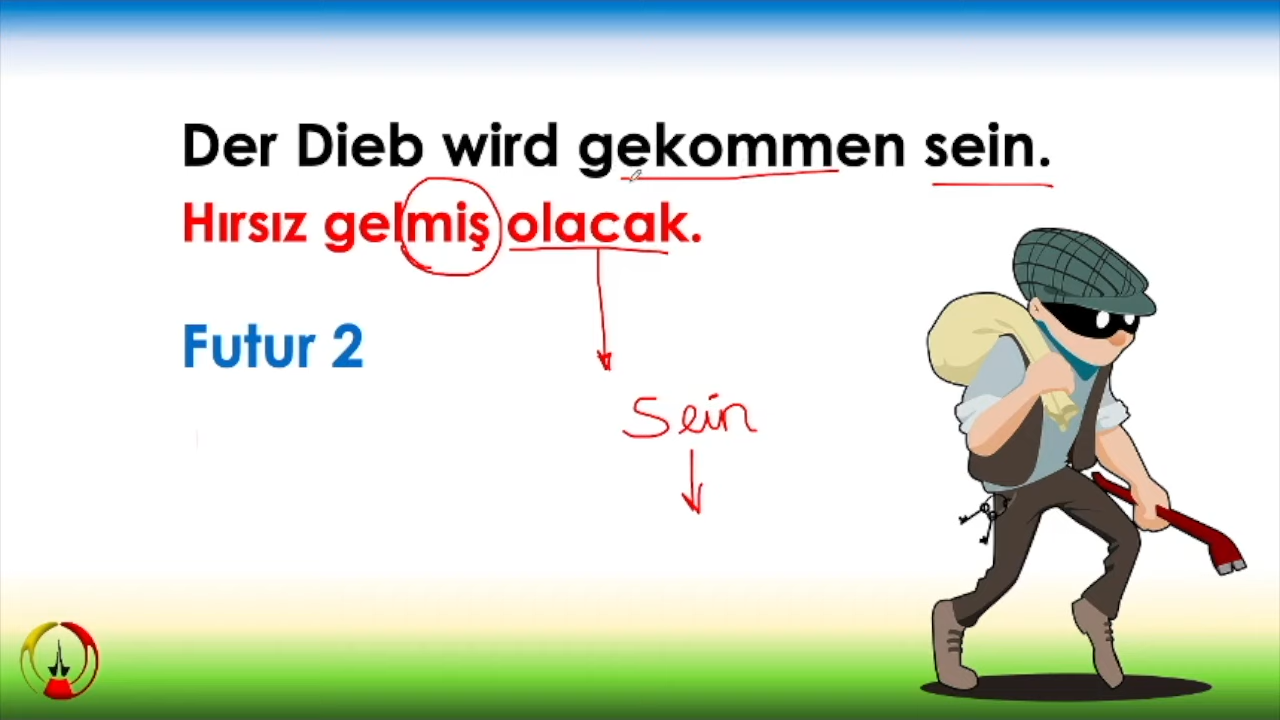 Der Dieb wird gekommen sein.
Hırsız gelmiş olacak.
Futur 2
Sein